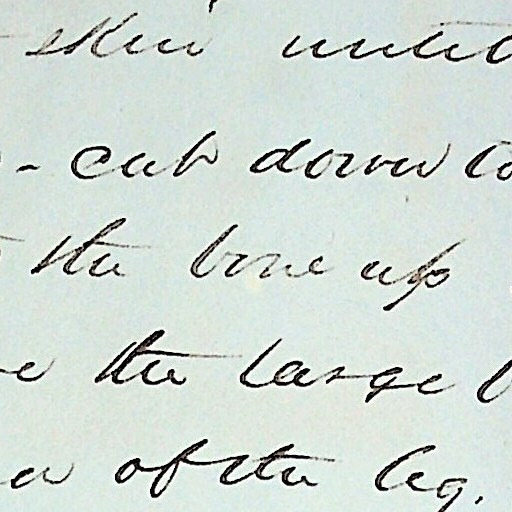 skin until
- cut down to
the bone up
the large
of the leg.